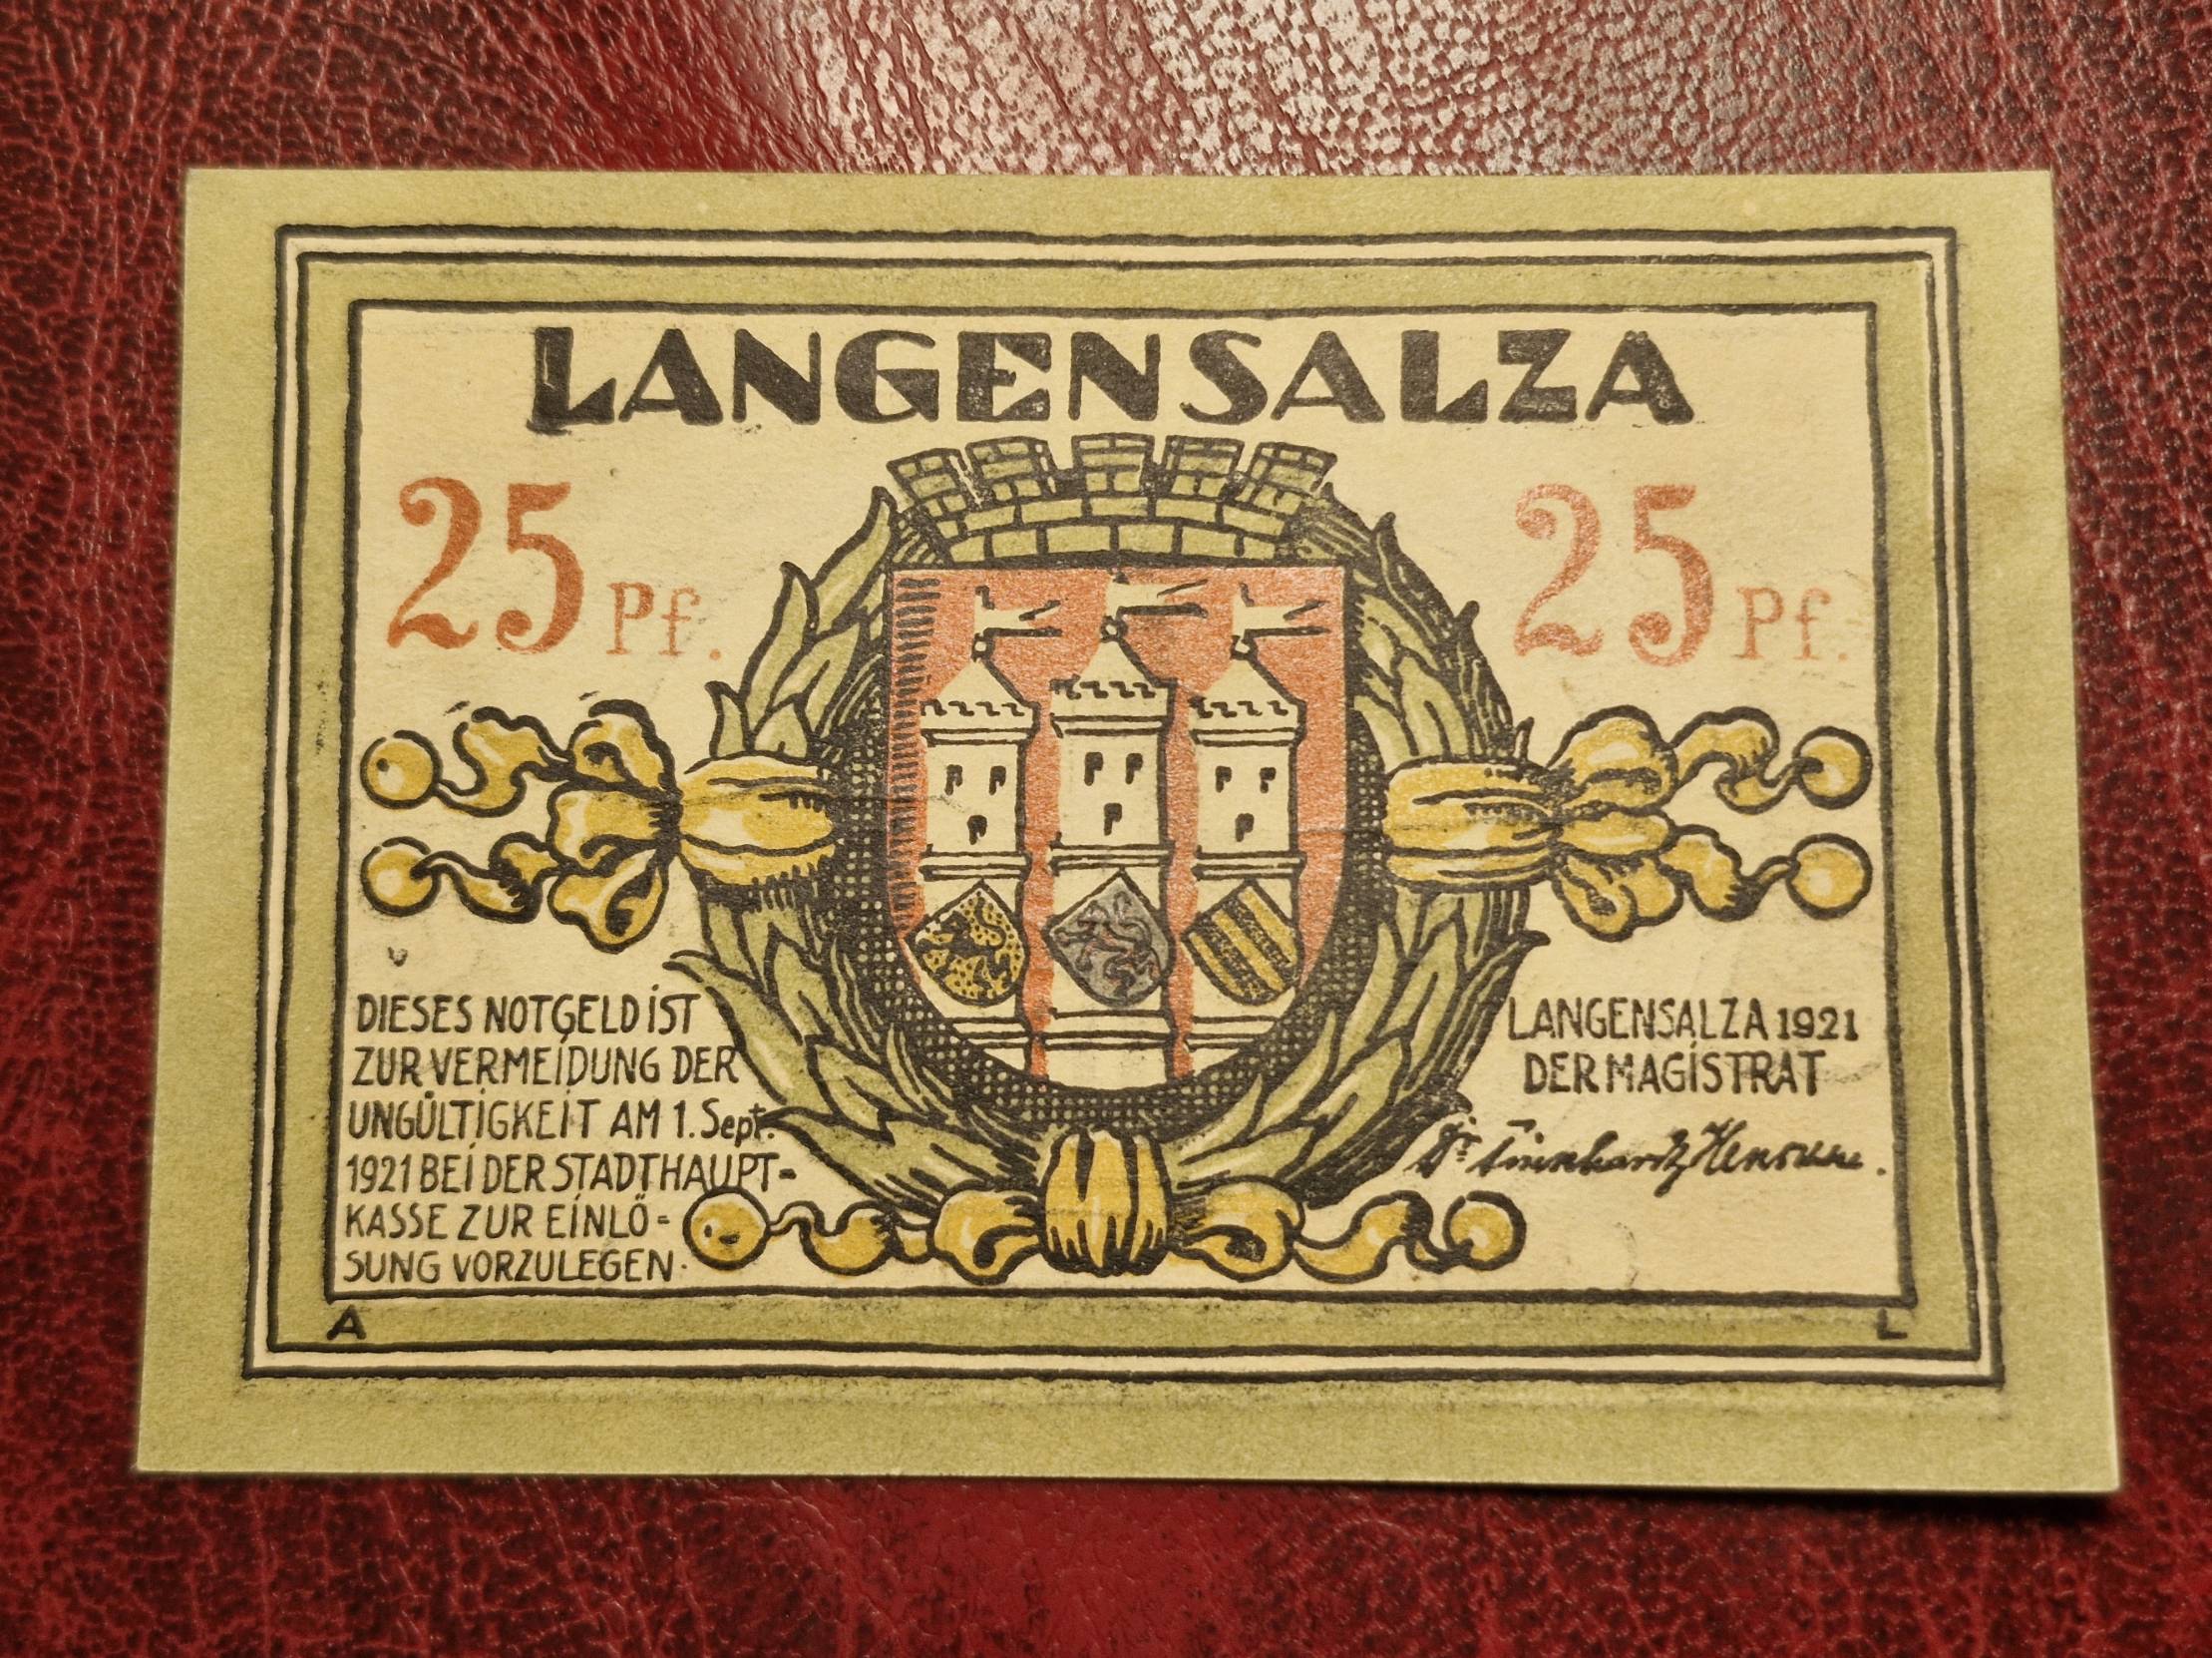 LANGENSALZA
25 Pf.
25 Pf.
DIESES NOTGELD IST
ZUR VERMEIDUNG DER
UNGÜLTIGKEIT AM 1. Sept.
1921 BEI DER STADTHAUPT=
KASSE ZUR EINLÖ=
SUNG VORZULEGEN.
LANGENSALZA 1921
DER MAGISTRAT
Dr
A
L